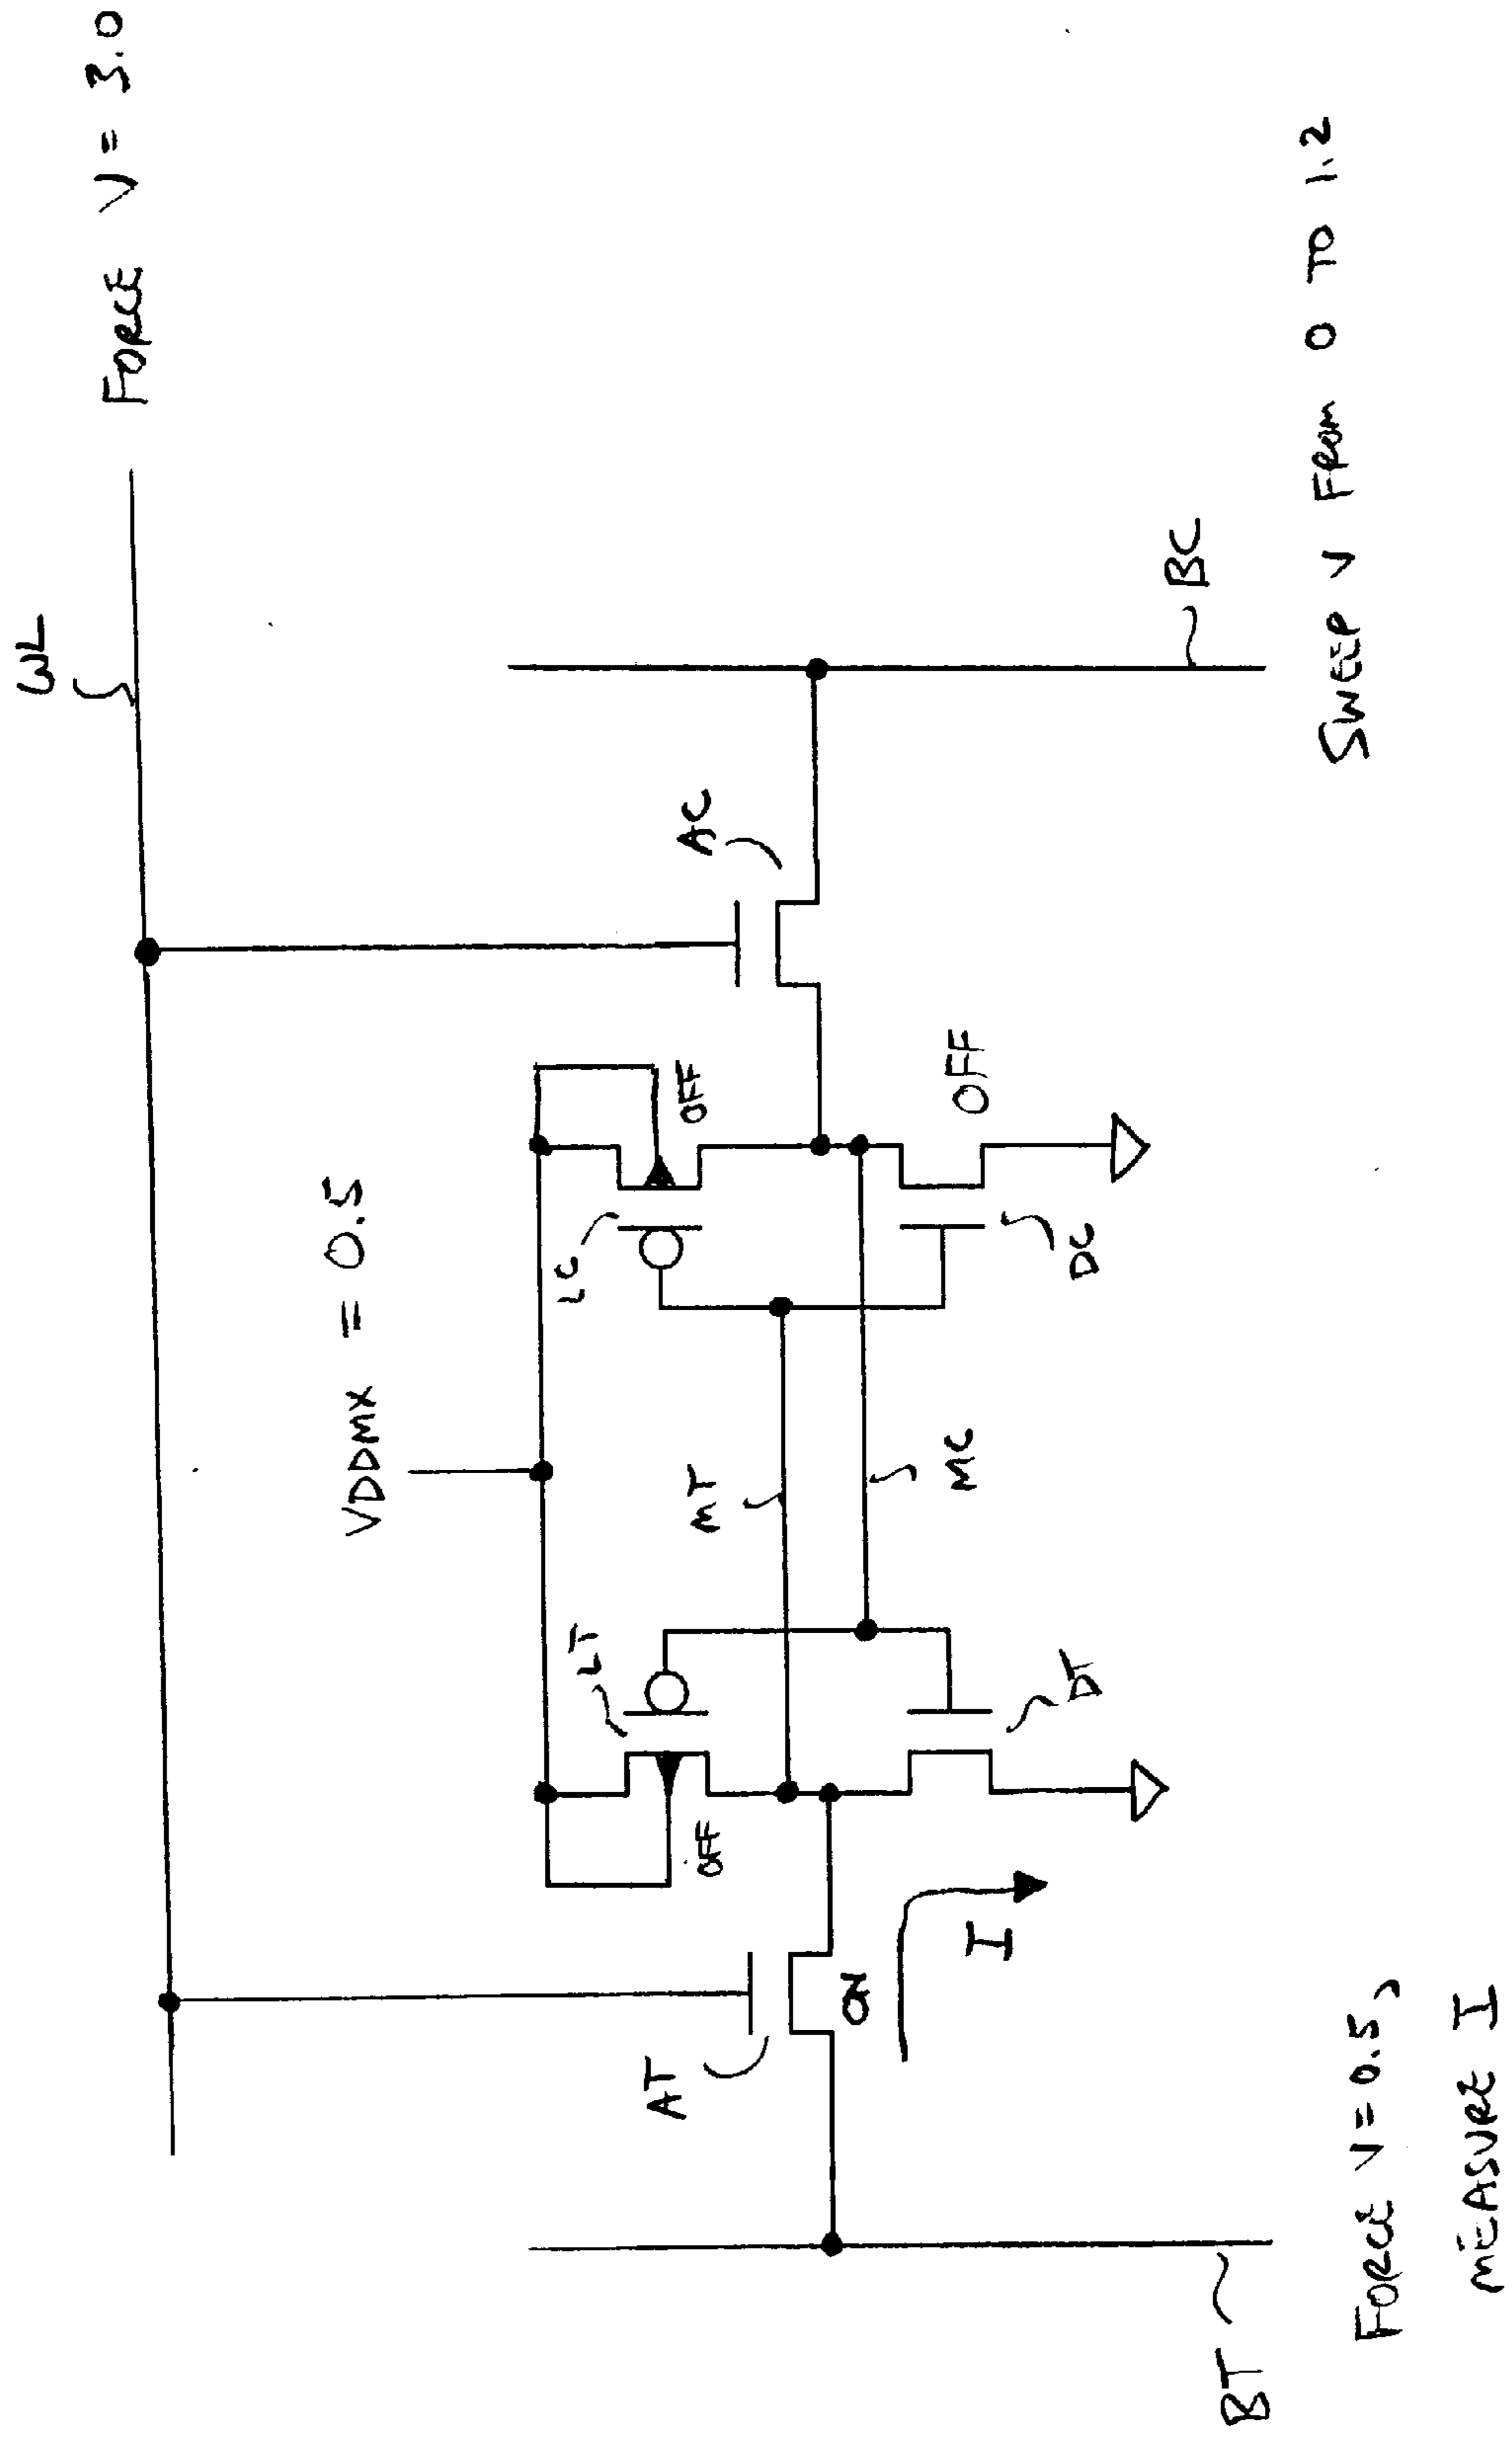 WL
FORCE V = 3.0
VDDMX = 0.5
LT
LC
OFF
OFF
AT
AC
MT
ON
MC
OFF
I
DT
DC
BT
BC
FORCE V = 0.5,
MEASURE I
SWEEP V FROM 0 TO 1.2